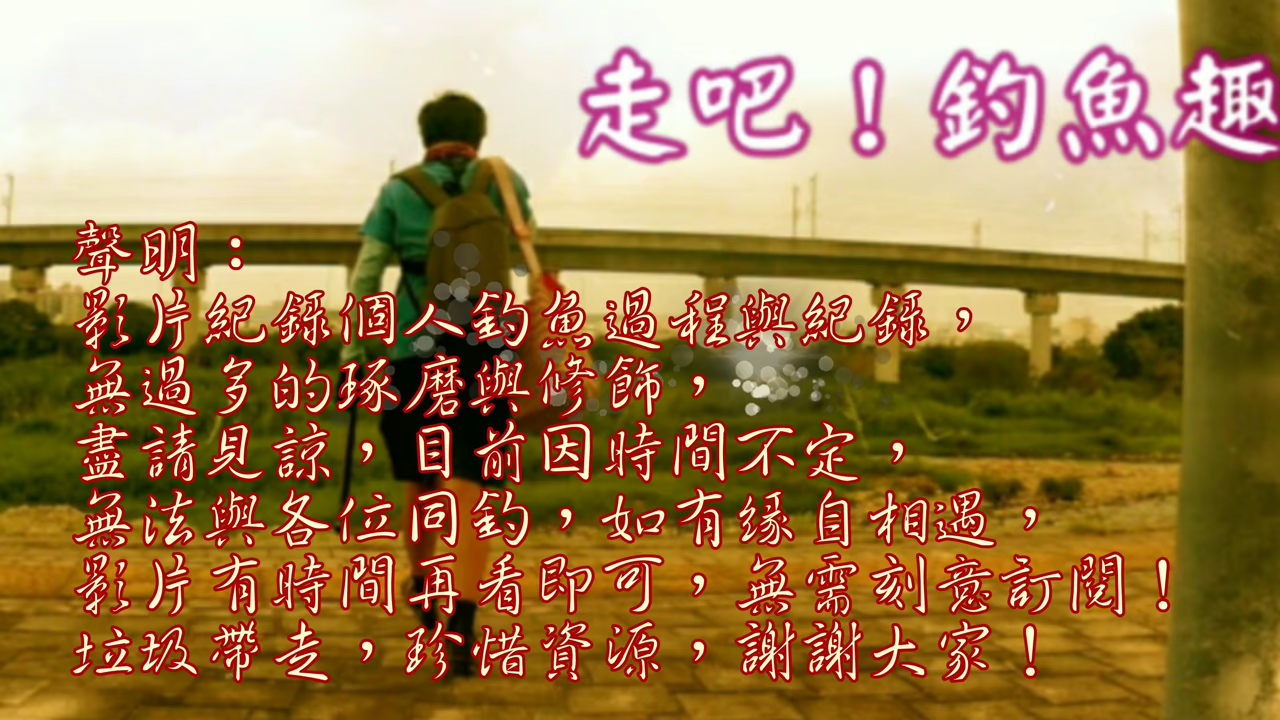 走吧！釣魚趣
聲明：
影片紀錄個人釣魚過程與紀錄，
無過多的琢磨與修飾，
盡請見諒，目前因時間不定，
無法與各位同釣，如有緣自相遇，
影片有時間再看即可，無需刻意訂閱！
垃圾帶走，珍惜資源，謝謝大家！